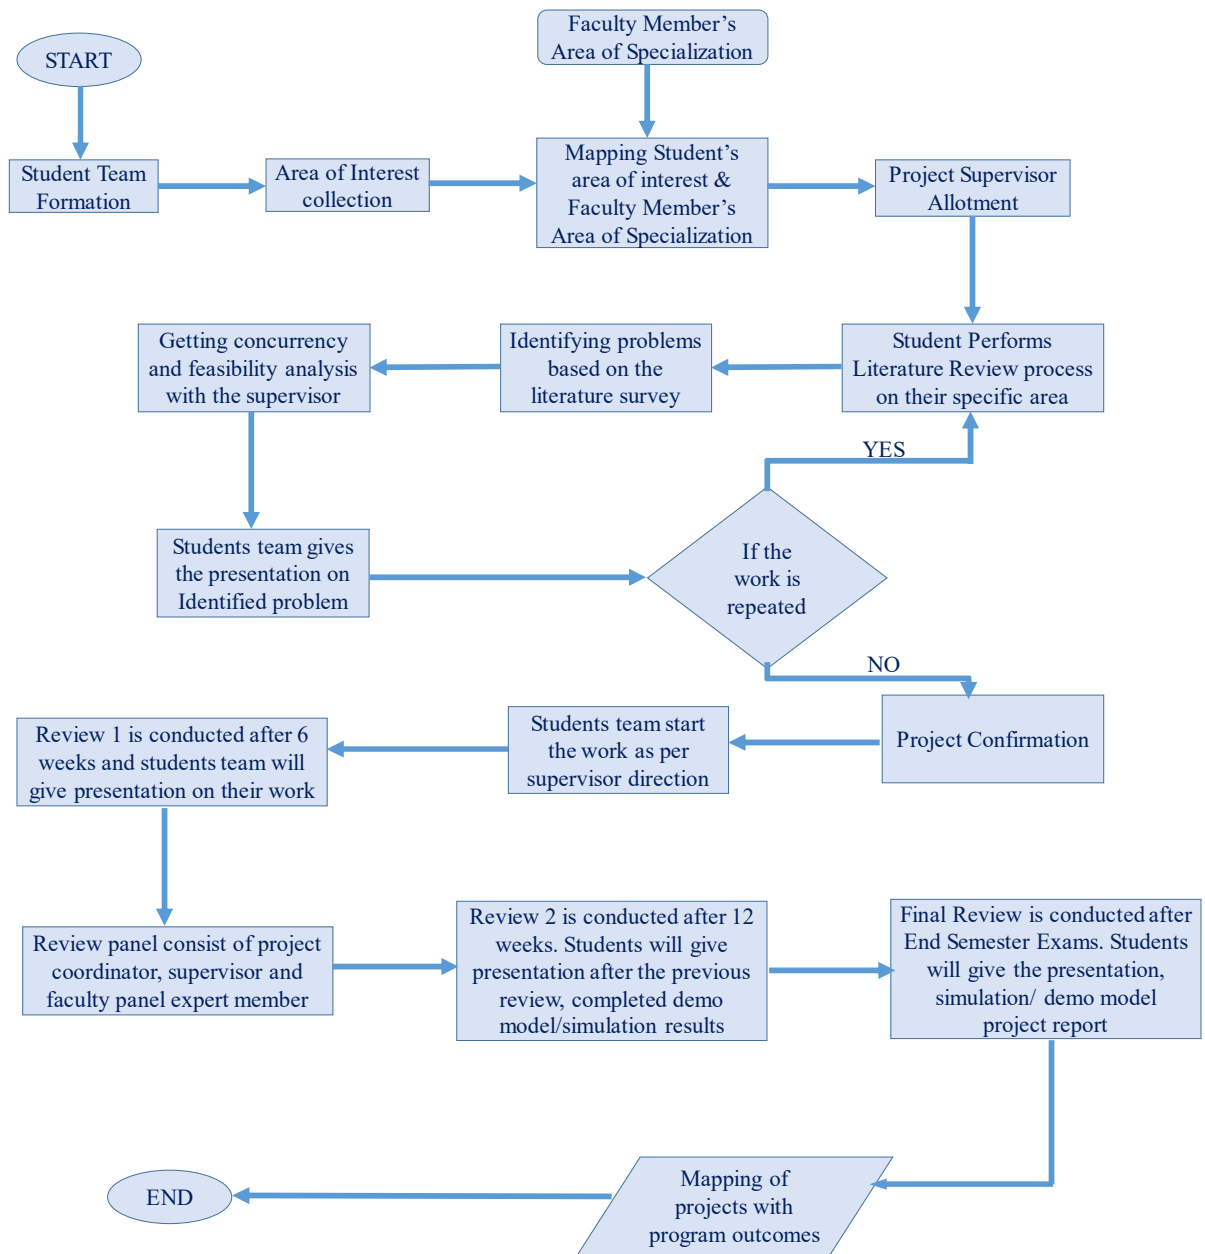 START
Faculty Member’s
Area of Specialization
Student Team
Formation
Area of Interest
collection
Mapping Student’s
area of interest &
Faculty Member’s
Area of Specialization
Project Supervisor
Allotment
Student Performs
Literature Review process
on their specific area
Identifying problems
based on the
literature survey
Getting concurrency
and feasibility analysis
with the supervisor
Students team gives
the presentation on
Identified problem
If the
work is
repeated
YES
NO
Project Confirmation
Students team start
the work as per
supervisor direction
Review 1 is conducted after 6
weeks and students team will
give presentation on their work
Review panel consist of project
coordinator, supervisor and
faculty panel expert member
Review 2 is conducted after 12
weeks. Students will give
presentation after the previous
review, completed demo
model/simulation results
Final Review is conducted after
End Semester Exams. Students
will give the presentation,
simulation/ demo model
project report
Mapping of
projects with
program outcomes
END